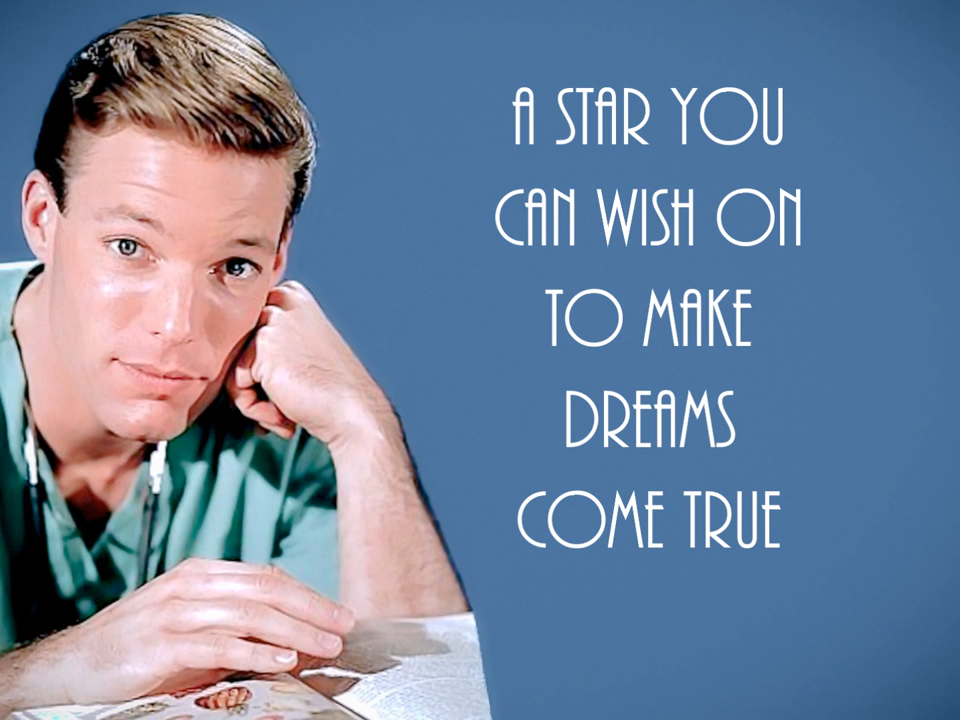 A STAR YOU
CAN WISH ON
TO MAKE
DREAMS
COME TRUE